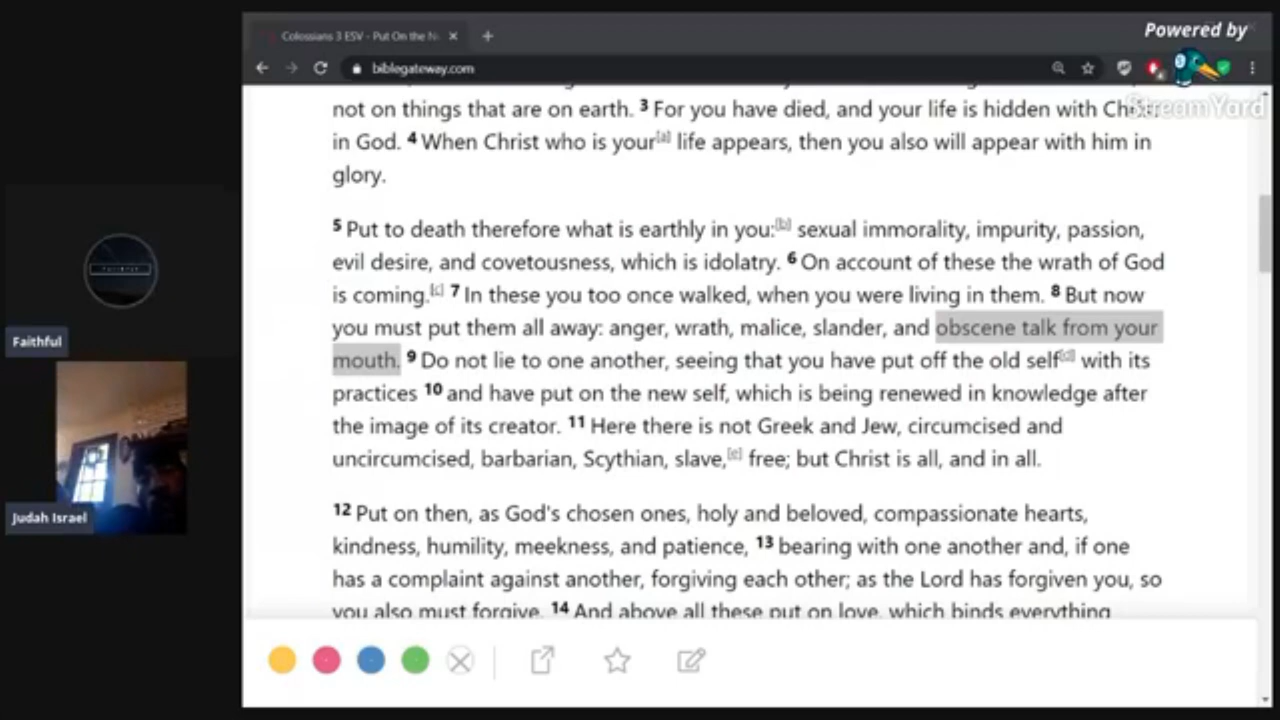 Powered by
StreamYard
Colossians 3 ESV - Put On the N
biblegateway.com
not on things that are on earth. 3 For you have died, and your life is hidden with Christ
in God. 4 When Christ who is your[a] life appears, then you also will appear with him in
glory.
5 Put to death therefore what is earthly in you:[b] sexual immorality, impurity, passion,
evil desire, and covetousness, which is idolatry. 6 On account of these the wrath of God
is coming.[c] 7 In these you too once walked, when you were living in them. 8 But now
you must put them all away: anger, wrath, malice, slander, and obscene talk from your
mouth. 9 Do not lie to one another, seeing that you have put off the old self[d] with its
practices 10 and have put on the new self, which is being renewed in knowledge after
the image of its creator. 11 Here there is not Greek and Jew, circumcised and
uncircumcised, barbarian, Scythian, slave,[e] free; but Christ is all, and in all.
12 Put on then, as God's chosen ones, holy and beloved, compassionate hearts,
kindness, humility, meekness, and patience, 13 bearing with one another and, if one
has a complaint against another, forgiving each other; as the Lord has forgiven you, so
you also must forgive. 14 And above all these put on love, which binds everything
Faithful
Judah Israel